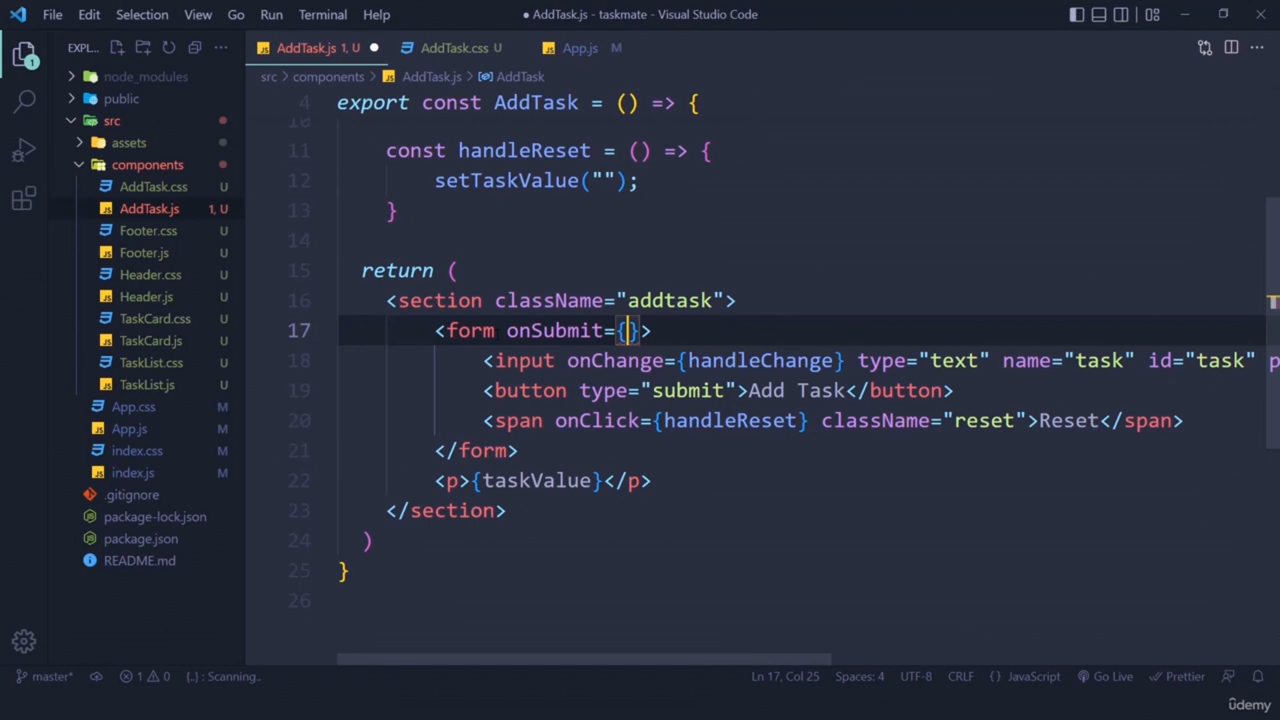 File Edit Selection View Go Run Terminal Help
● AddTask.js - taskmate - Visual Studio Code
EXPL...
AddTask.js 1, U ●
AddTask.css U
App.js M
src > components > AddTask.js > AddTask
node_modules
public
src
assets
components
AddTask.css U
AddTask.js 1, U
Footer.css U
Footer.js U
Header.css U
Header.js U
TaskCard.css U
TaskCard.js U
TaskList.css U
TaskList.js U
App.css M
App.js M
index.css M
index.js M
.gitignore
package-lock.json
package.json
README.md
1
4 export const AddTask = () => {
10
11 const handleReset = () => {
12 setTaskValue("");
13 }
14
15 return (
16 <section className="addtask">
17 <form onSubmit={}>
18 <input onChange={handleChange} type="text" name="task" id="task" p
19 <button type="submit">Add Task</button>
20 <span onClick={handleReset} className="reset">Reset</span>
21 </form>
22 <p>{taskValue}</p>
23 </section>
24 )
25 }
26
master* 1 0 [..] : Scanning..
Ln 17, Col 25 Spaces: 4 UTF-8 CRLF {} JavaScript Go Live Prettier
ûdemy